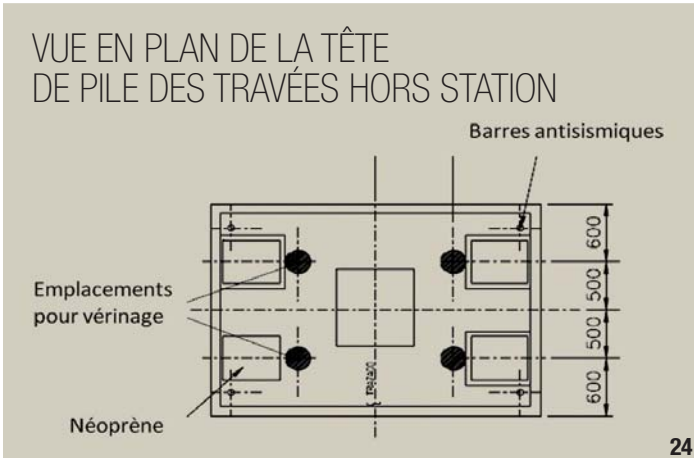 VUE EN PLAN DE LA TÊTE
DE PILE DES TRAVÉES HORS STATION
Barres antisismiques
600
500
Emplacements
pour vérinage
500
600
Néoprène
24